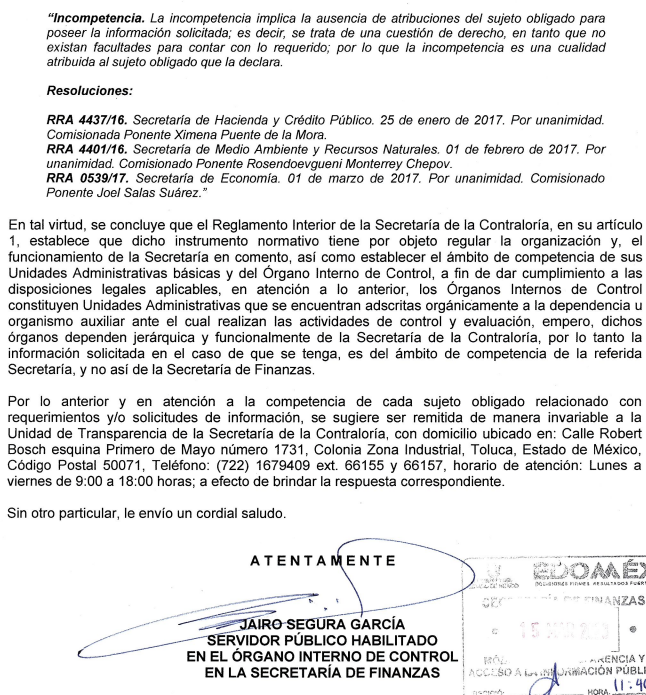 “Incompetencia. La incompetencia implica la ausencia de atribuciones del sujeto obligado para
poseer la información solicitada; es decir, se trata de una cuestión de derecho, en tanto que no
existan facultades para contar con lo requerido; por lo que la incompetencia es una cualidad
atribuida al sujeto obligado que la declara.
Resoluciones:
RRA 4437/16. Secretaría de Hacienda y Crédito Público. 25 de enero de 2017. Por unanimidad.
Comisionada Ponente Ximena Puente de la Mora.
RRA 4401/16. Secretaría de Medio Ambiente y Recursos Naturales. 01 de febrero de 2017. Por
unanimidad. Comisionado Ponente Rosendoevgueni Monterrey Chepov.
RRA 0539/17. Secretaría de Economía. 01 de marzo de 2017. Por unanimidad. Comisionado
Ponente Joel Salas Suárez.”
En tal virtud, se concluye que el Reglamento Interior de la Secretaría de la Contraloría, en su artículo
1, establece que dicho instrumento normativo tiene por objeto regular la organización y, el
funcionamiento de la Secretaría en comento, así como establecer el ámbito de competencia de sus
Unidades Administrativas básicas y del Órgano Interno de Control, a fin de dar cumplimiento a las
disposiciones legales aplicables, en atención a lo anterior, los Órganos Internos de Control
constituyen Unidades Administrativas que se encuentran adscritas orgánicamente a la dependencia u
organismo auxiliar ante el cual realizan las actividades de control y evaluación, empero, dichos
órganos dependen jerárquica y funcionalmente de la Secretaría de la Contraloría, por lo tanto la
información solicitada en el caso de que se tenga, es del ámbito de competencia de la referida
Secretaría, y no así de la Secretaría de Finanzas.
Por lo anterior y en atención a la competencia de cada sujeto obligado relacionado con
requerimientos y/o solicitudes de información, se sugiere ser remitida de manera invariable a la
Unidad de Transparencia de la Secretaría de la Contraloría, con domicilio ubicado en: Calle Robert
Bosch esquina Primero de Mayo número 1731, Colonia Zona Industrial, Toluca, Estado de México,
Código Postal 50071, Teléfono: (722) 1679409 ext. 66155 y 66157, horario de atención: Lunes a
viernes de 9:00 a 18:00 horas; a efecto de brindar la respuesta correspondiente.
Sin otro particular, le envío un cordial saludo.
A T E N T A M E N T E
EDOMÉX
DECISIONES FIRMES, RESULTADOS FUER
FINANZAS
JAIRO SEGURA GARCÍA
SERVIDOR PÚBLICO HABILITADO
EN EL ÓRGANO INTERNO DE CONTROL
EN LA SECRETARÍA DE FINANZAS
ARENCIA Y
ACCESO A LA INFORMACIÓN PÚBLI
HORA